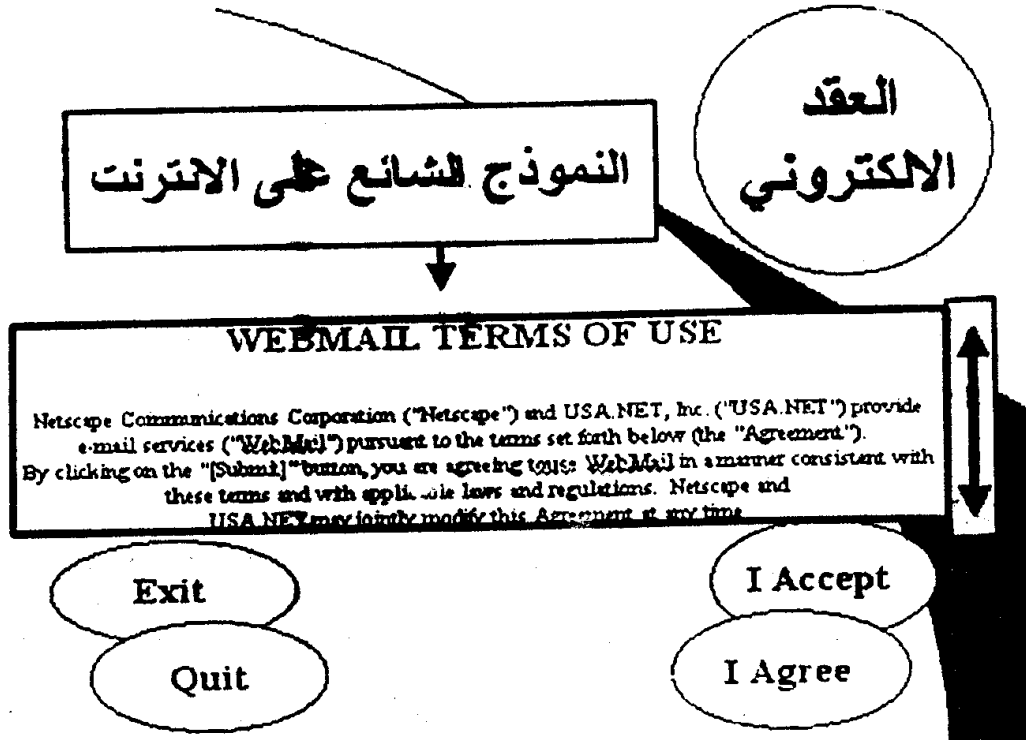 العقد
الالكتروني
النموذج الشائع على الانترنت
WEBMAIL TERMS OF USE
Netscape Communications Corporation ("Netscape") and USA.NET, Inc. ("USA.NET") provide
e-mail services ("WebMail") pursuant to the terms set forth below (the "Agreement").
By clicking on the "[Submit]" button, you are agreeing to use WebMail in a manner consistent with
these terms and with applicable laws and regulations. Netscape and
USA.NET may jointly modify this Agreement at any time
Exit
I Accept
Quit
I Agree